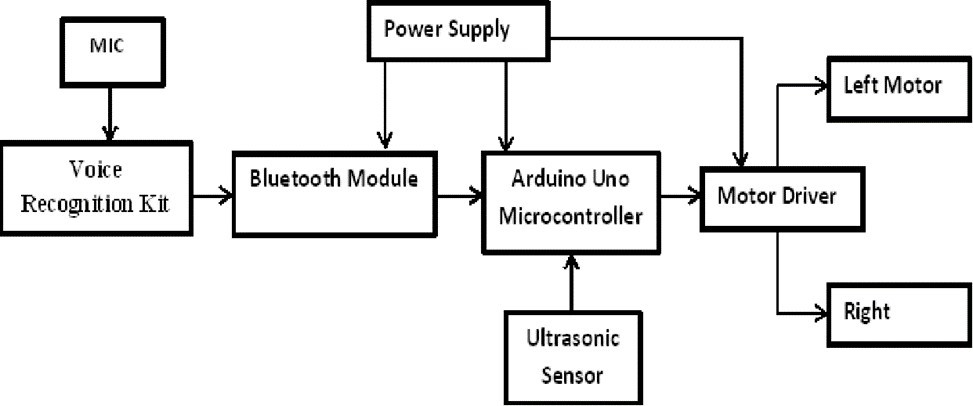 MIC
Power Supply
Left Motor
Voice
Recognition Kit
Bluetooth Module
Arduino Uno
Microcontroller
Motor Driver
Right
Ultrasonic
Sensor